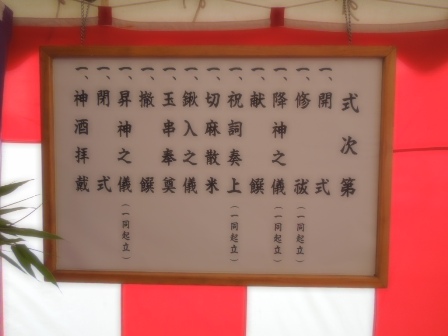 式次第
一、開式
一、修祓（一同起立）
一、降神之儀（一同起立）
一、献饌
一、祝詞奏上（一同起立）
一、切麻散米
一、鍬入之儀
一、玉串奉奠
一、撤饌
一、昇神之儀（一同起立）
一、閉式
一、神酒拝戴